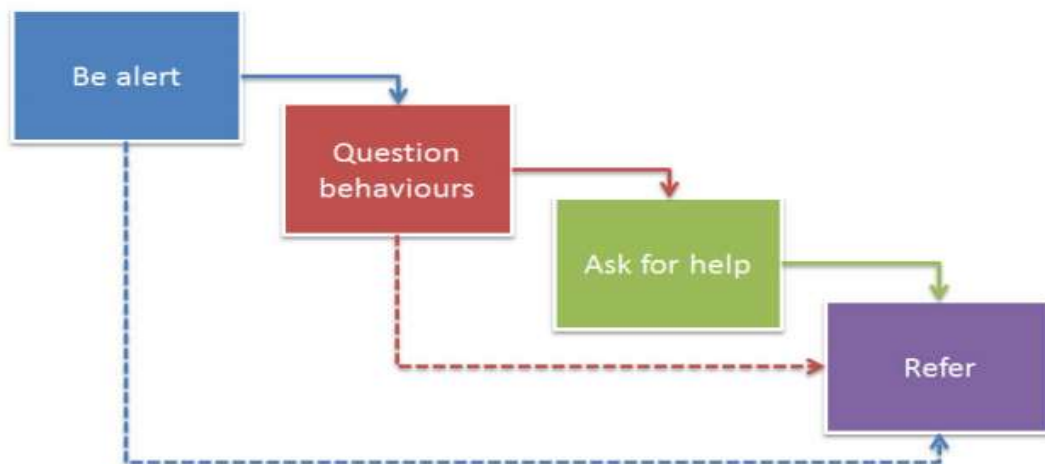 Be alert
Question
behaviours
Ask for help
Refer